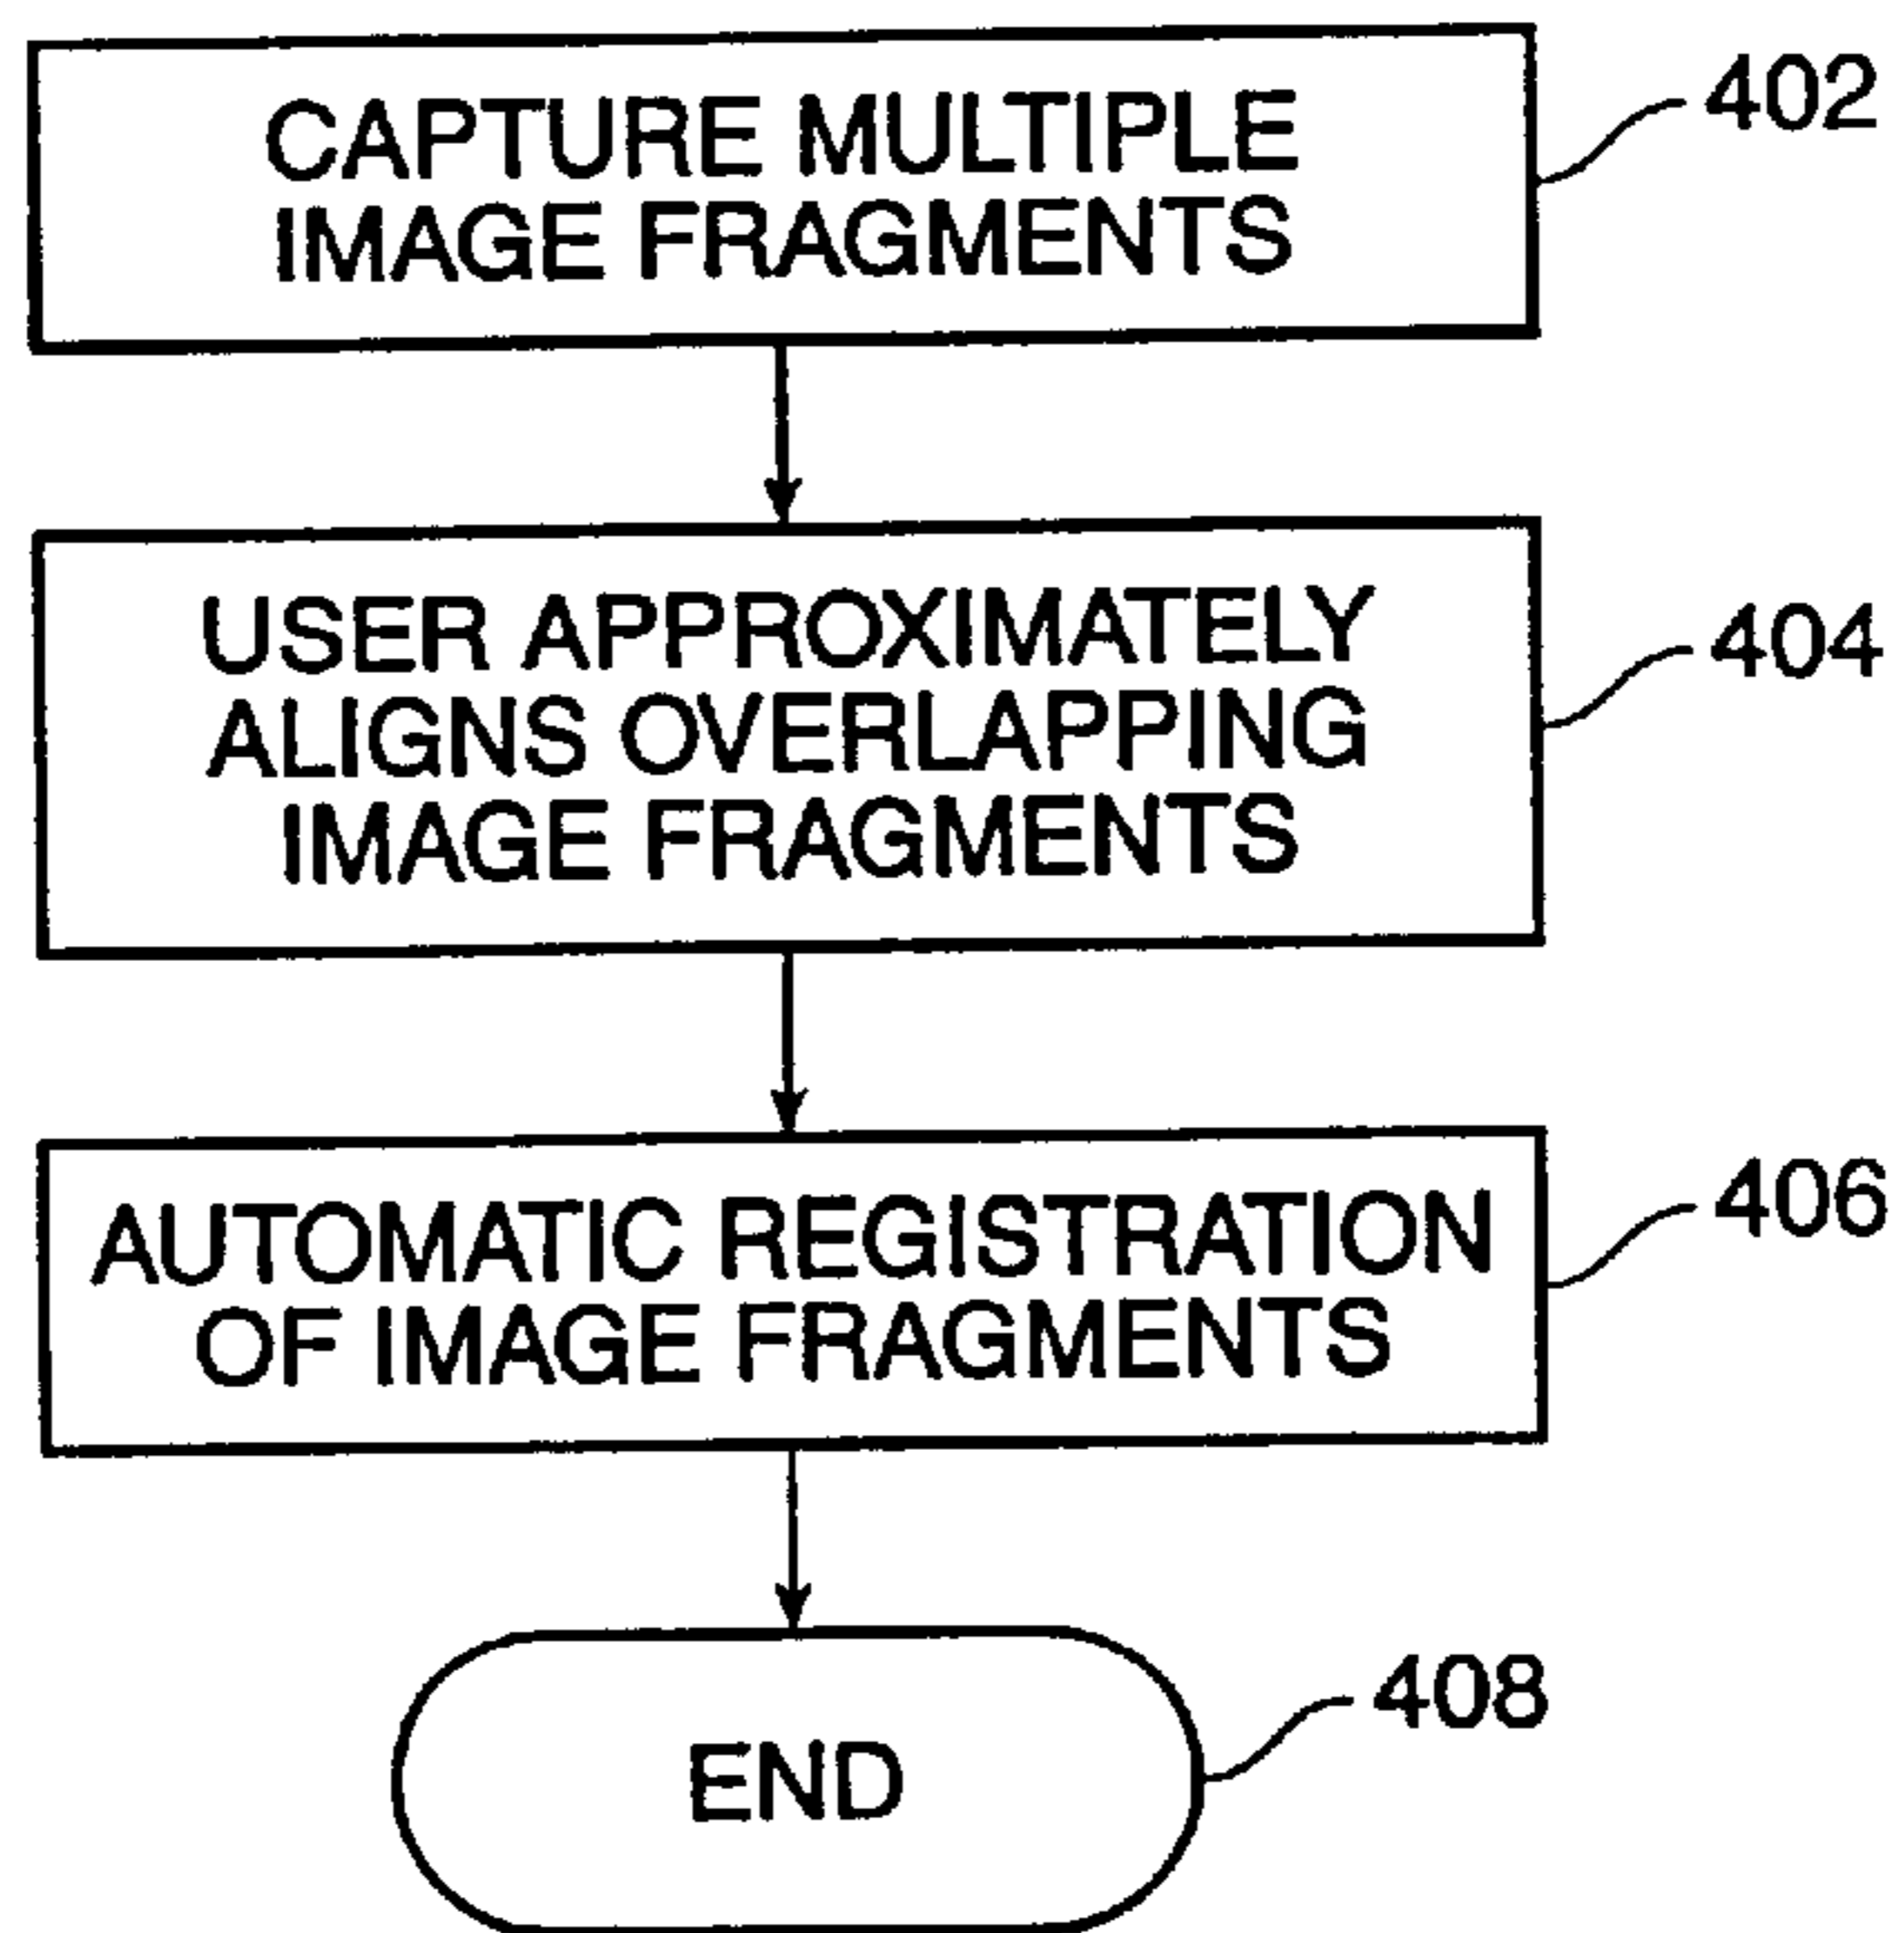 CAPTURE MULTIPLE
IMAGE FRAGMENTS
402
USER APPROXIMATELY
ALIGNS OVERLAPPING
IMAGE FRAGMENTS
404
AUTOMATIC REGISTRATION
OF IMAGE FRAGMENTS
406
END
408